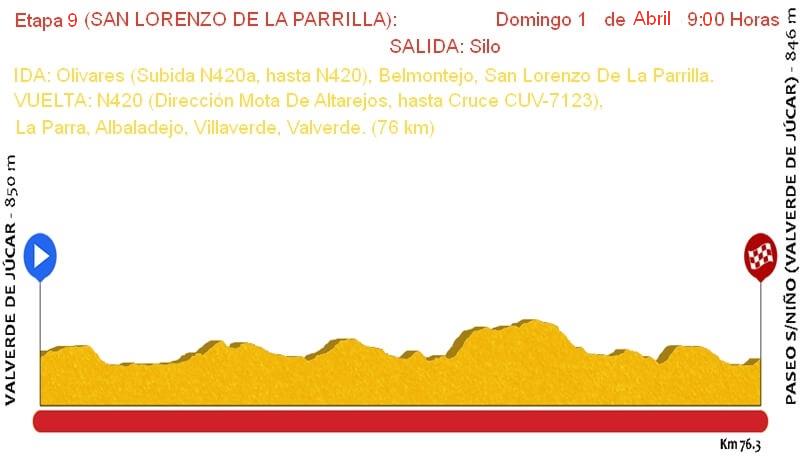 Etapa 9 (SAN LORENZO DE LA PARRILLA): Domingo 1 de Abril 9:00 Horas
SALIDA: Silo
IDA: Olivares (Subida N420a, hasta N420), Belmontejo, San Lorenzo De La Parrilla.
VUELTA: N420 (Dirección Mota De Altarejos, hasta Cruce CUV-7123),
La Parra, Albaladejo, Villaverde, Valverde. (76 km)
VALVERDE DE JÚCAR - 850 m
PASEO S/NIÑO (VALVERDE DE JÚCAR) - 846 m
Km 76.3